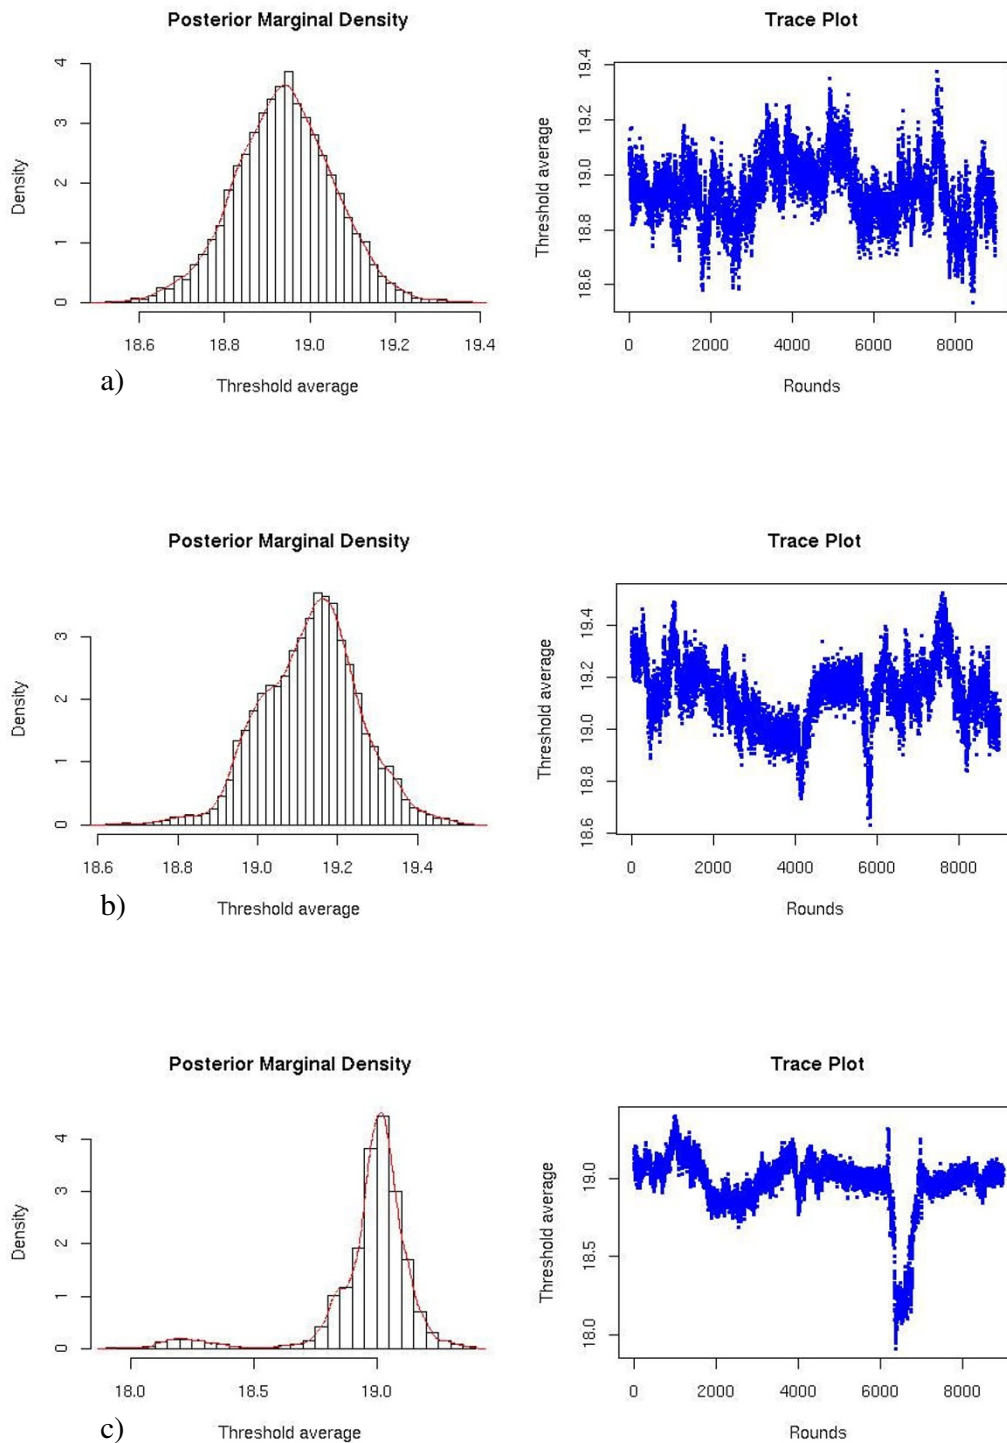 Posterior Marginal Density
Trace Plot
Density
0 1 2 3 4
18.6 18.8 19.0 19.2 19.4
Threshold average
a)
Threshold average
18.6 18.8 19.0 19.2 19.4
0 2000 4000 6000 8000
Rounds
Posterior Marginal Density
Trace Plot
Density
0 1 2 3
18.6 18.8 19.0 19.2 19.4
Threshold average
b)
Threshold average
18.6 18.8 19.0 19.2 19.4
0 2000 4000 6000 8000
Rounds
Posterior Marginal Density
Trace Plot
Density
0 1 2 3 4
18.0 18.5 19.0
Threshold average
c)
Threshold average
18.0 18.5 19.0
0 2000 4000 6000 8000
Rounds